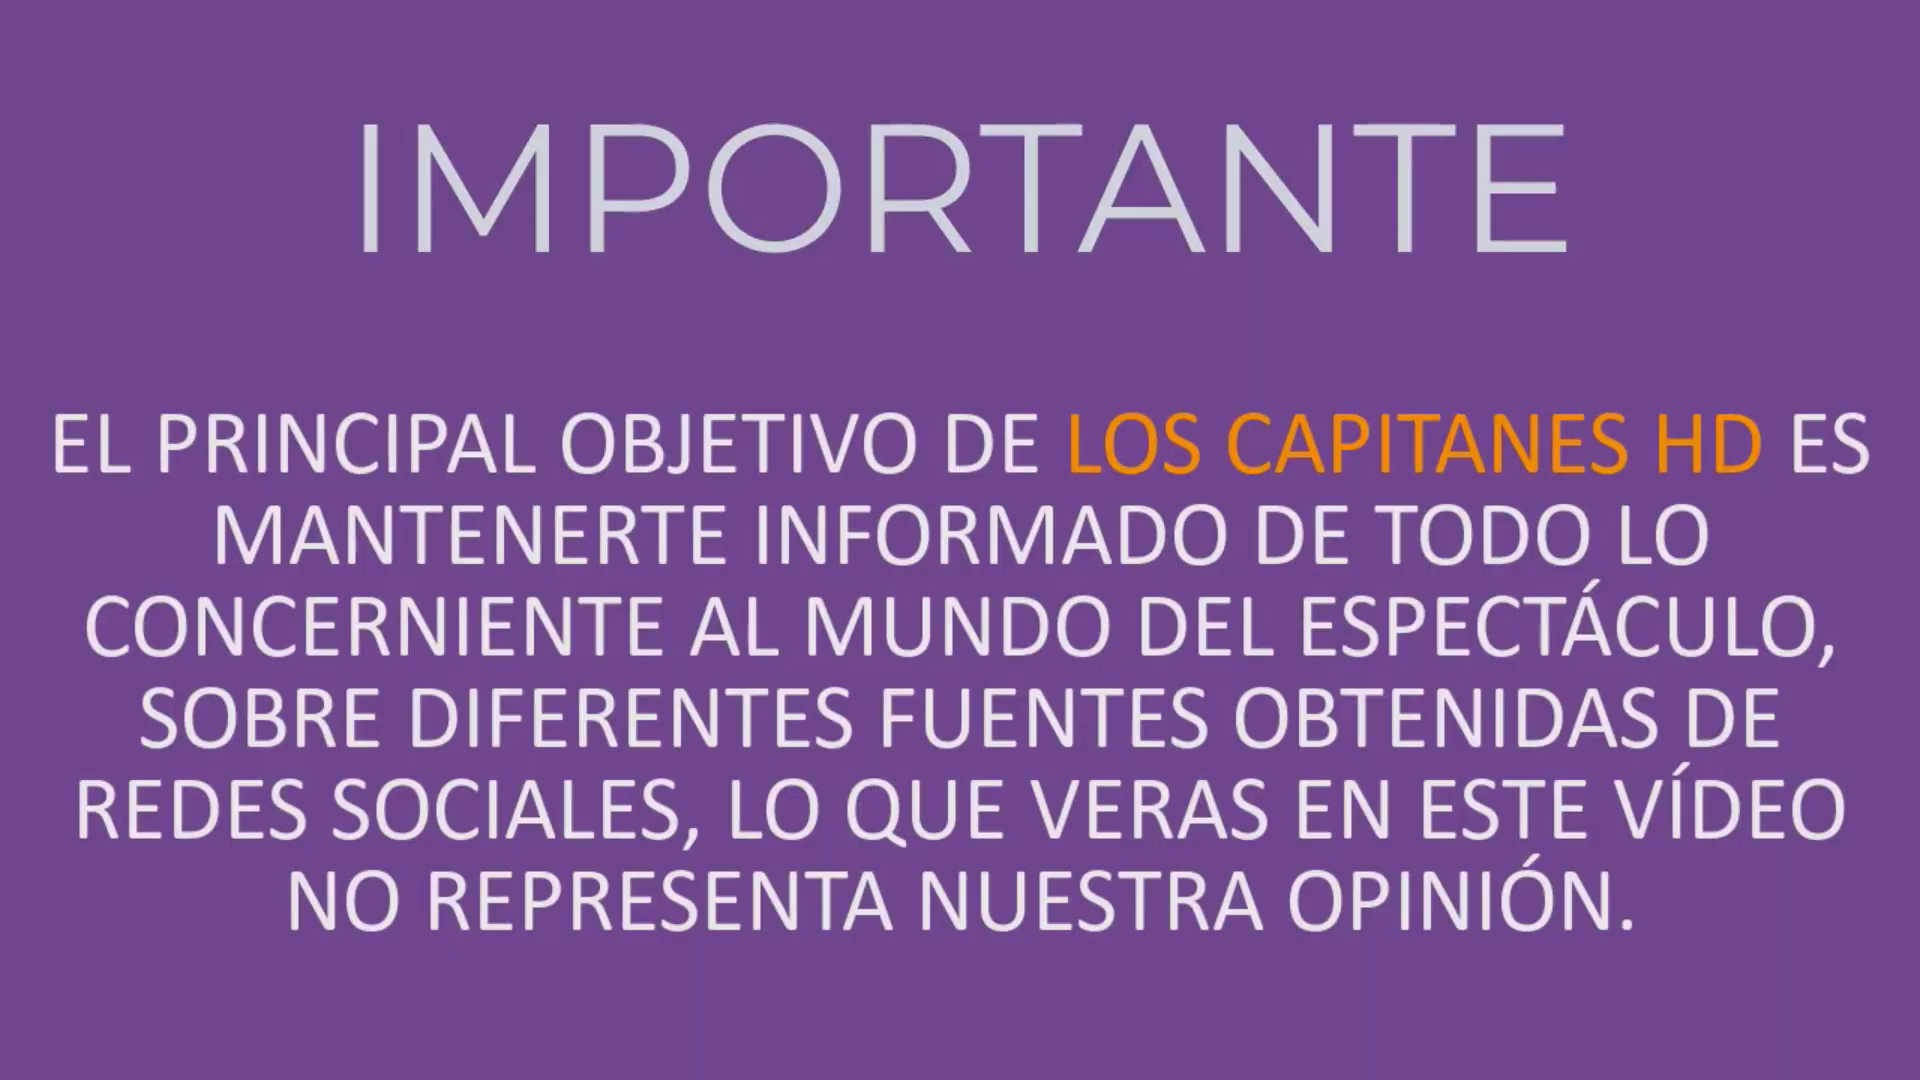 IMPORTANTE
EL PRINCIPAL OBJETIVO DE LOS CAPITANES HD ES
MANTENERTE INFORMADO DE TODO LO
CONCERNIENTE AL MUNDO DEL ESPECTÁCULO,
SOBRE DIFERENTES FUENTES OBTENIDAS DE
REDES SOCIALES, LO QUE VERAS EN ESTE VÍDEO
NO REPRESENTA NUESTRA OPINIÓN.